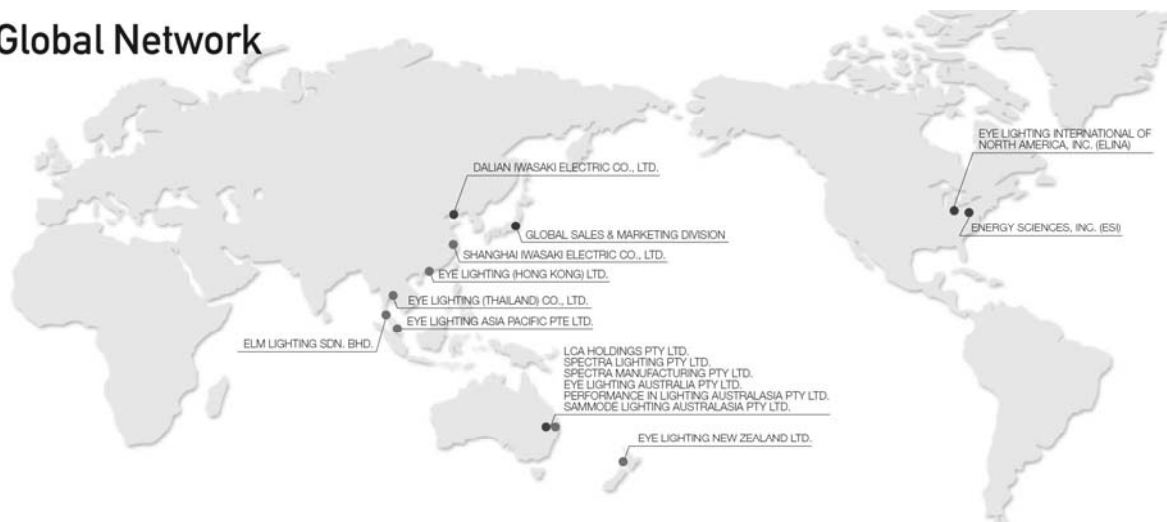 Global Network
EYE LIGHTING INTERNATIONAL OF
NORTH AMERICA, INC. (ELINA)
DALIAN IWASAKI ELECTRIC CO., LTD.
ENERGY SCIENCES, INC. (ESI)
GLOBAL SALES & MARKETING DIVISION
SHANGHAI IWASAKI ELECTRIC CO., LTD.
EYE LIGHTING (HONG KONG) LTD.
EYE LIGHTING (THAILAND) CO., LTD.
EYE LIGHTING ASIA PACIFIC PTE LTD.
ELM LIGHTING SDN. BHD.
LCA HOLDINGS PTY LTD.
SPECTRA LIGHTING PTY LTD.
SPECTRA MANUFACTURING PTY LTD.
EYE LIGHTING AUSTRALIA PTY LTD.
PERFORMANCE IN LIGHTING AUSTRALASIA PTY LTD.
SAMMODE LIGHTING AUSTRALASIA PTY LTD.
EYE LIGHTING NEW ZEALAND LTD.